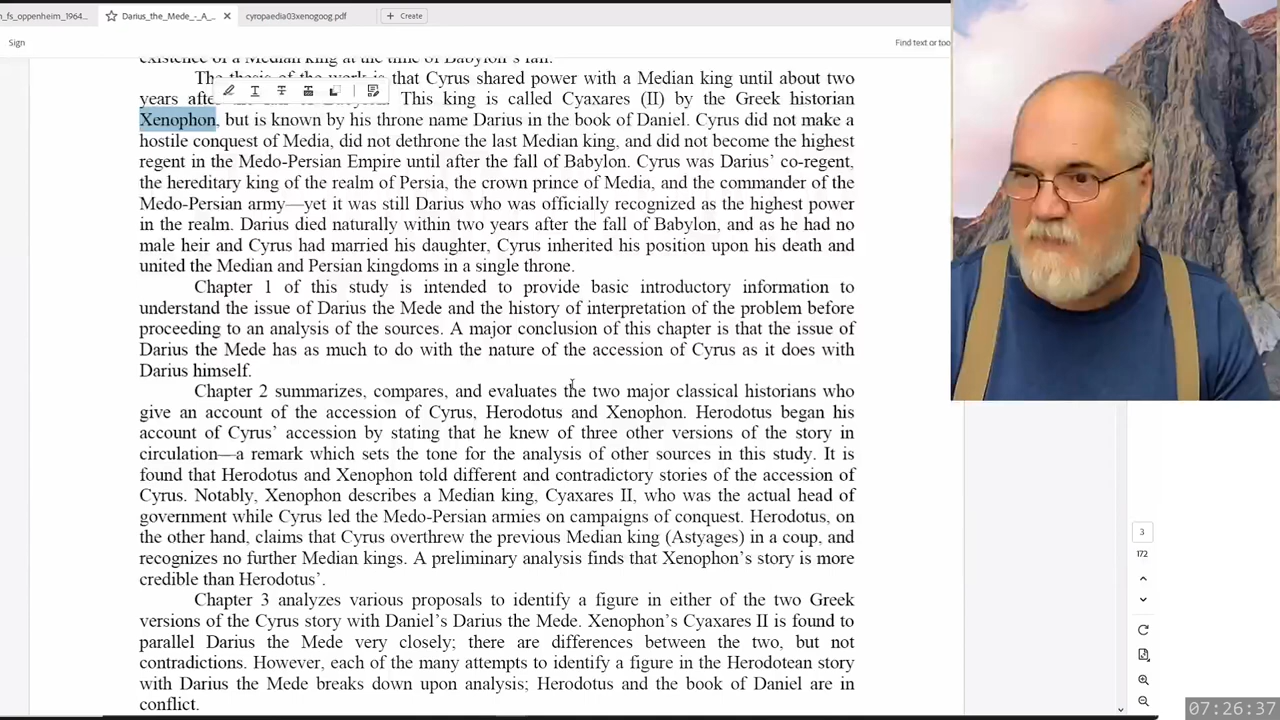 n_fs_oppenheim_1964...
Darius_the_Mede_-_A_...
cyropaedia03xenogoog.pdf
Create
Sign
Find text or too
existence of a Median king at the time of Babylon's fall.
The thesis of the work is that Cyrus shared power with a Median king until about two
years after This king is called Cyaxares (II) by the Greek historian
Xenophon, but is known by his throne name Darius in the book of Daniel. Cyrus did not make a
hostile conquest of Media, did not dethrone the last Median king, and did not become the highest
regent in the Medo-Persian Empire until after the fall of Babylon. Cyrus was Darius’ co-regent,
the hereditary king of the realm of Persia, the crown prince of Media, and the commander of the
Medo-Persian army—yet it was still Darius who was officially recognized as the highest power
in the realm. Darius died naturally within two years after the fall of Babylon, and as he had no
male heir and Cyrus had married his daughter, Cyrus inherited his position upon his death and
united the Median and Persian kingdoms in a single throne.
Chapter 1 of this study is intended to provide basic introductory information to
understand the issue of Darius the Mede and the history of interpretation of the problem before
proceeding to an analysis of the sources. A major conclusion of this chapter is that the issue of
Darius the Mede has as much to do with the nature of the accession of Cyrus as it does with
Darius himself.
Chapter 2 summarizes, compares, and evaluates the two major classical historians who
give an account of the accession of Cyrus, Herodotus and Xenophon. Herodotus began his
account of Cyrus’ accession by stating that he knew of three other versions of the story in
circulation—a remark which sets the tone for the analysis of other sources in this study. It is
found that Herodotus and Xenophon told different and contradictory stories of the accession of
Cyrus. Notably, Xenophon describes a Median king, Cyaxares II, who was the actual head of
government while Cyrus led the Medo-Persian armies on campaigns of conquest. Herodotus, on
the other hand, claims that Cyrus overthrew the previous Median king (Astyages) in a coup, and
recognizes no further Median kings. A preliminary analysis finds that Xenophon’s story is more
credible than Herodotus’.
Chapter 3 analyzes various proposals to identify a figure in either of the two Greek
versions of the Cyrus story with Daniel’s Darius the Mede. Xenophon’s Cyaxares II is found to
parallel Darius the Mede very closely; there are differences between the two, but not
contradictions. However, each of the many attempts to identify a figure in the Herodotean story
with Darius the Mede breaks down upon analysis; Herodotus and the book of Daniel are in
conflict.
3
172
07:26:37